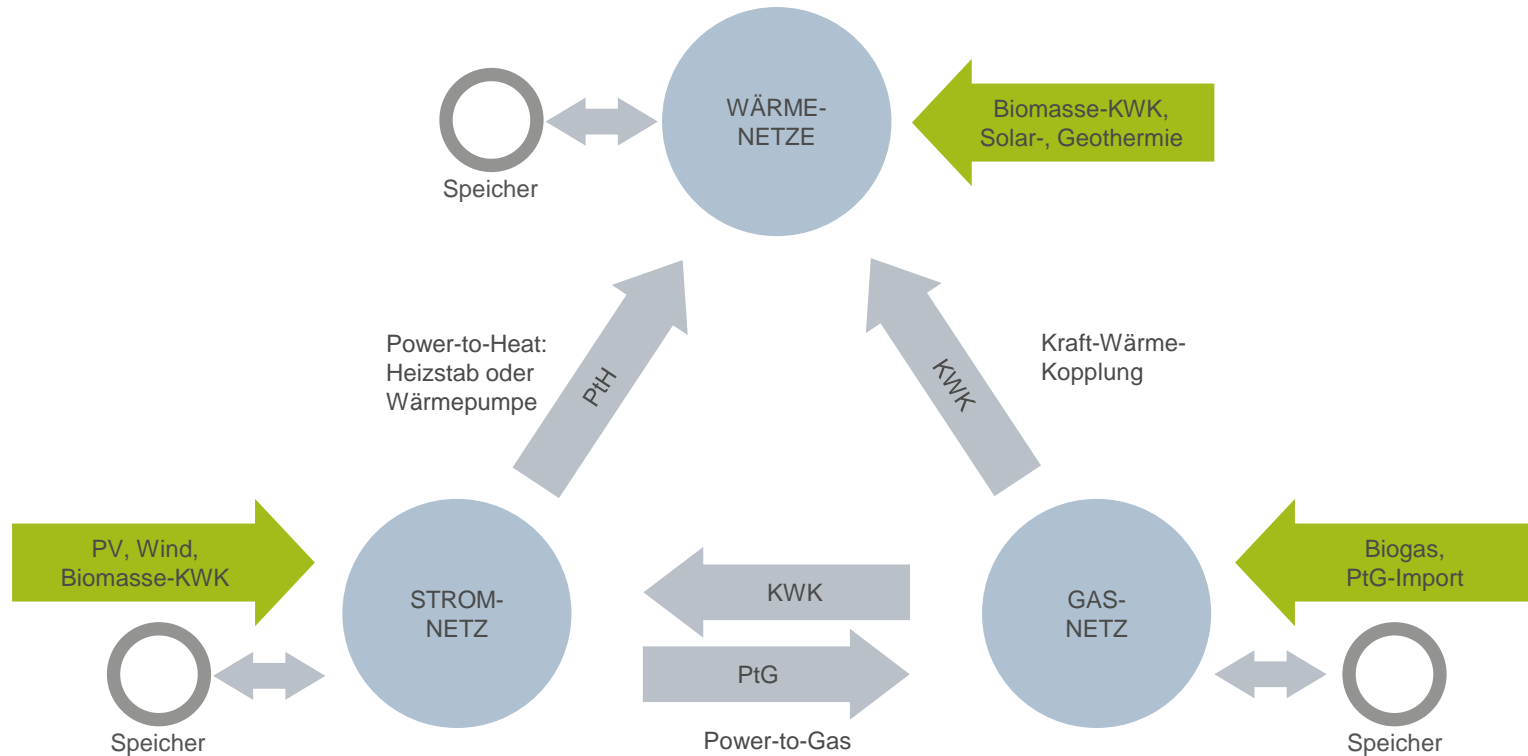 WÄRME-
NETZE
Biomasse-KWK,
Solar-, Geothermie
Speicher
Power-to-Heat:
Heizstab oder
Wärmepumpe
PtH
KWK
Kraft-Wärme-
Kopplung
PV, Wind,
Biomasse-KWK
STROM-
NETZ
KWK
PtG
Power-to-Gas
GAS-
NETZ
Biogas,
PtG-Import
Speicher
Speicher